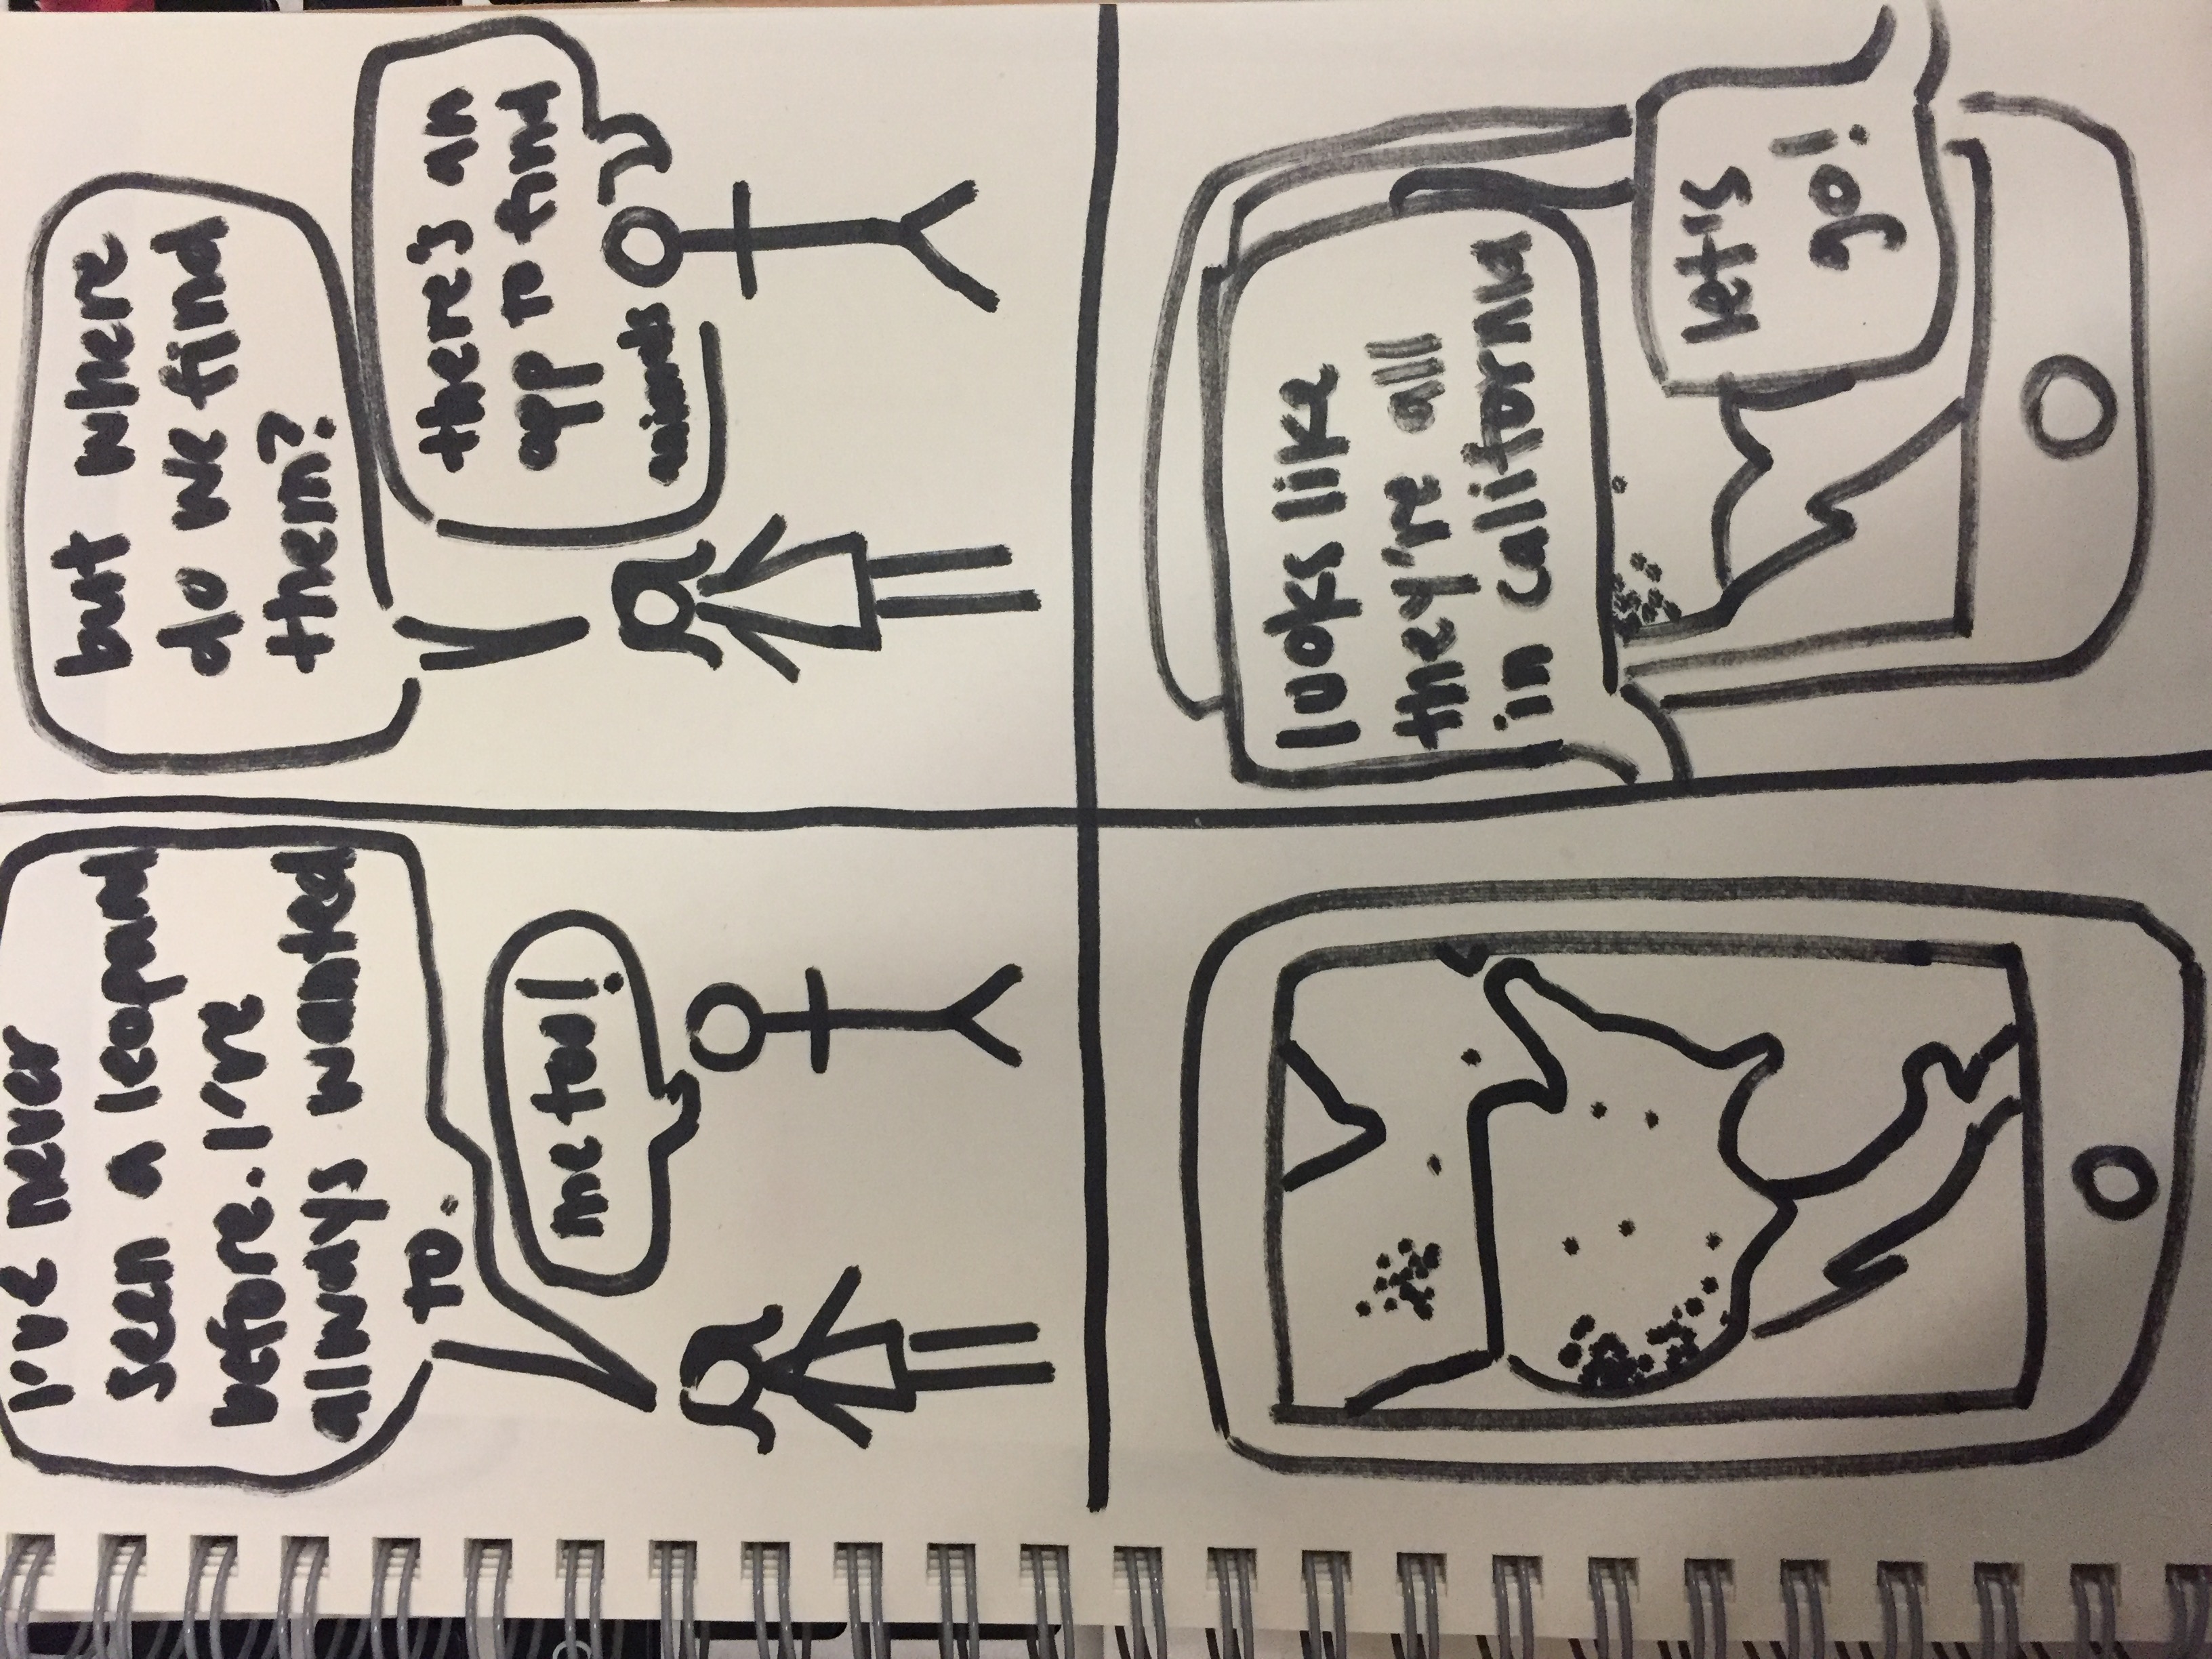 I've never
seen a leopard
before. I've
always wanted
to.
me too!
but where
do we find
them?
there's an
app to find
animals
looks like
they're all
in california
let's
go!